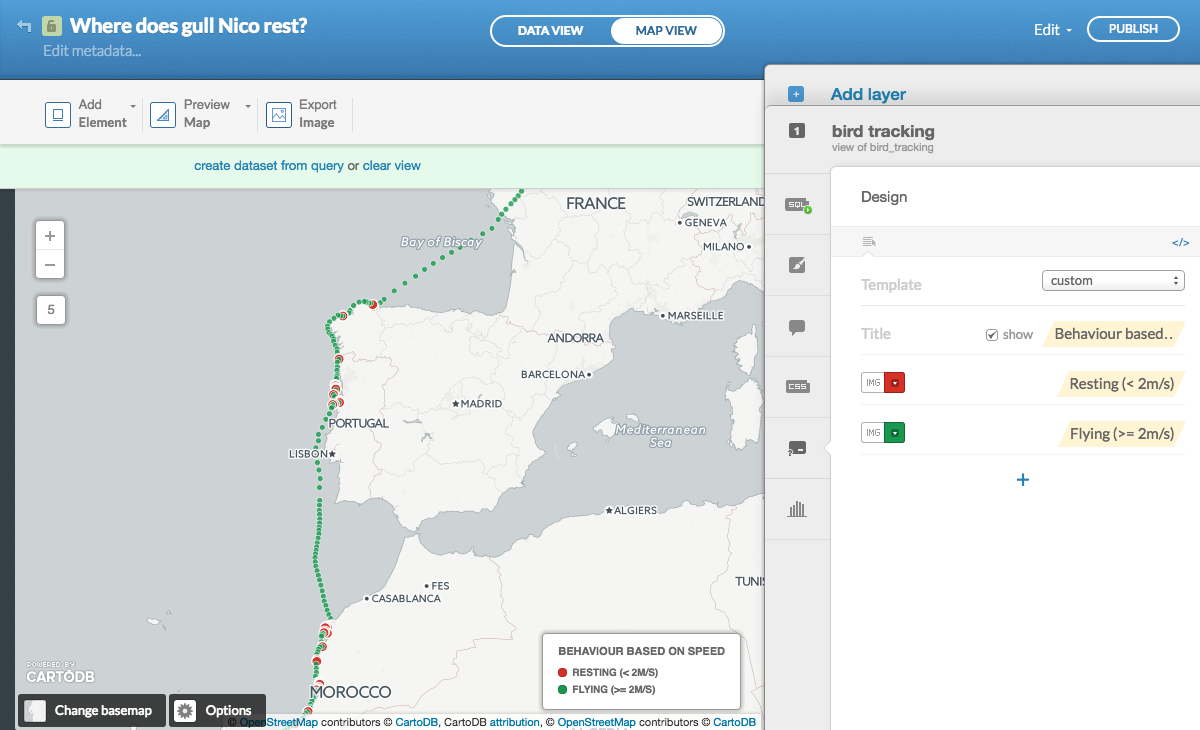 Where does gull Nico rest?
Edit metadata...
DATA VIEW
MAP VIEW
Edit
PUBLISH
Add
Element
Preview
Map
Export
Image
Add layer
1
bird tracking
view of bird_tracking
create dataset from query or clear view
SQL
CSS
Design
</>
Template
custom
Title
show
Behaviour based..
IMG
Resting (< 2m/s)
IMG
Flying (>= 2m/s)
+
+
−
5
FRANCE
SWITZERLAND
GENEVA
MILANO
Bay of Biscay
MARSEILLE
ANDORRA
BARCELONA
MADRID
PORTUGAL
Mediterranean
Sea
LISBON
ALGIERS
TUNIS
FES
CASABLANCA
MOROCCO
BEHAVIOUR BASED ON SPEED
RESTING (< 2M/S)
FLYING (>= 2M/S)
POWERED BY
CARTODB
Change basemap
Options
© OpenStreetMap contributors © CartoDB, CartoDB attribution, © OpenStreetMap contributors © CartoDB